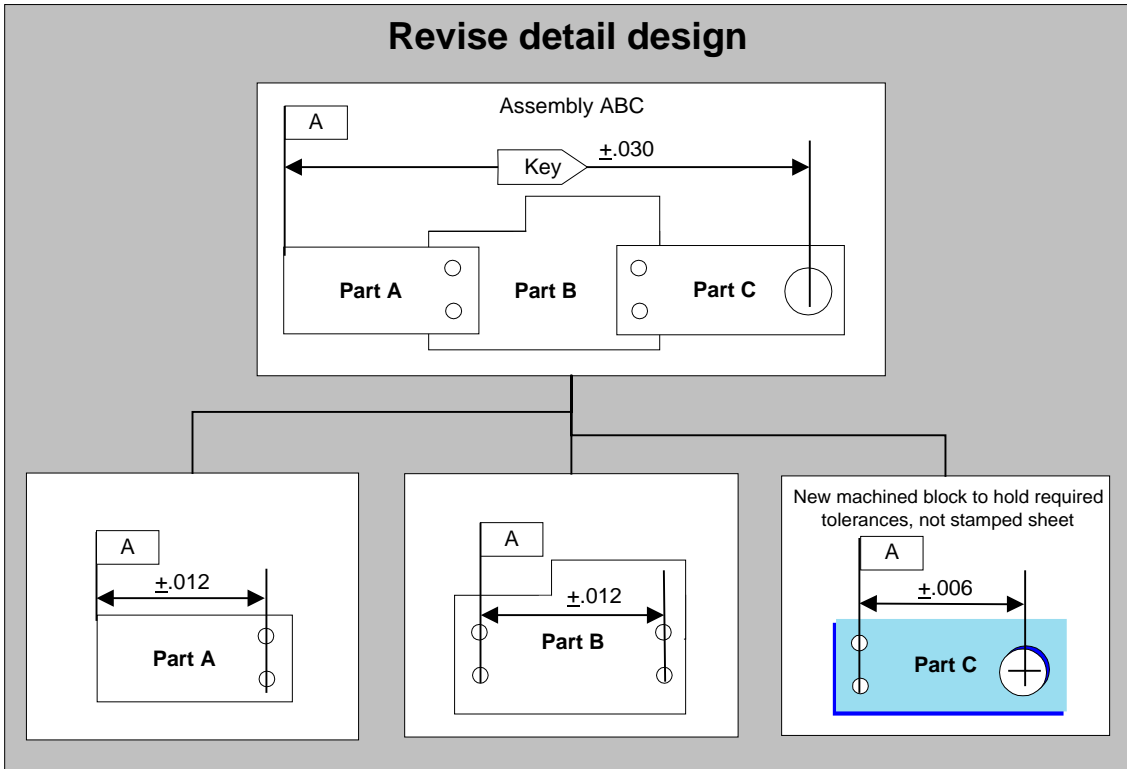 Revise detail design
Assembly ABC
A
Key
±.030
Part A
Part B
Part C
A
±.012
Part A
A
±.012
Part B
New machined block to hold required
tolerances, not stamped sheet
A
±.006
Part C